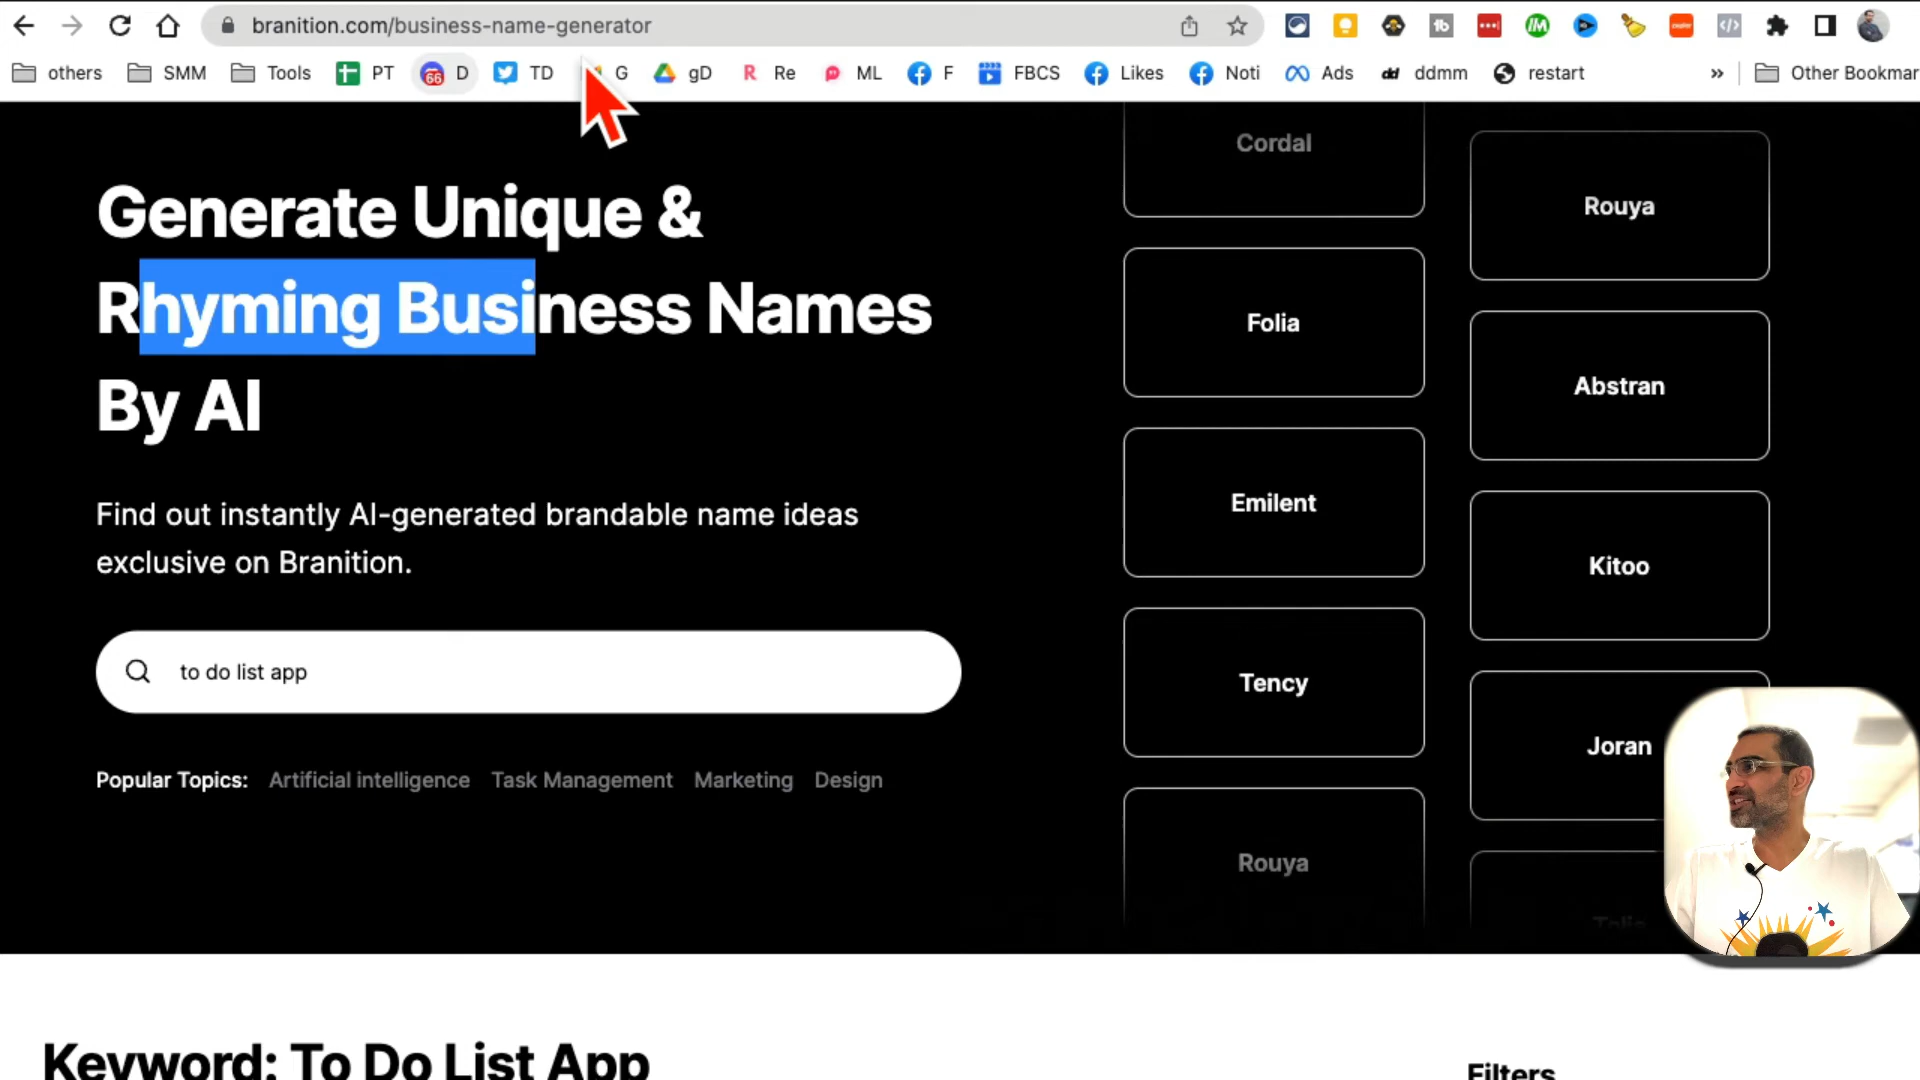 branition.com/business-name-generator
others SMM Tools PT D TD G gD Re ML F FBCS Likes Noti Ads ddmm restart » Other Bookmar
Generate Unique &
Rhyming Business Names
By AI
Find out instantly AI-generated brandable name ideas
exclusive on Branition.
to do list app
Popular Topics: Artificial intelligence Task Management Marketing Design
Cordal
Folia
Emilent
Tency
Rouya
Rouya
Abstran
Kitoo
Joran
Keyword: To Do List App
Filters